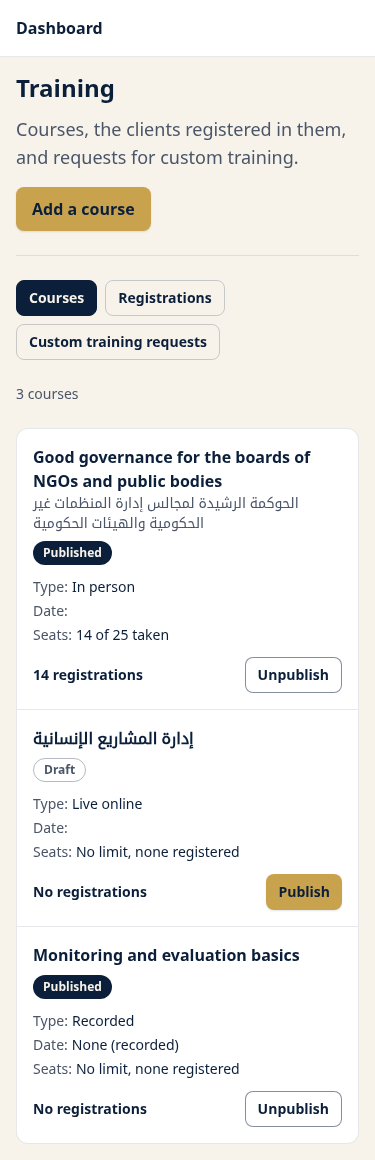 Dashboard
Training
Courses, the clients registered in them,
and requests for custom training.
Add a course
Courses
Registrations
Custom training requests
3 courses
Good governance for the boards of
NGOs and public bodies
الحوكمة الرشيدة لمجالس إدارة المنظمات غير
الحكومية والهيئات الحكومية
Published
Type: In person
Date:
Seats: 14 of 25 taken
14 registrations
Unpublish
إدارة المشاريع الإنسانية
Draft
Type: Live online
Date:
Seats: No limit, none registered
No registrations
Publish
Monitoring and evaluation basics
Published
Type: Recorded
Date: None (recorded)
Seats: No limit, none registered
No registrations
Unpublish